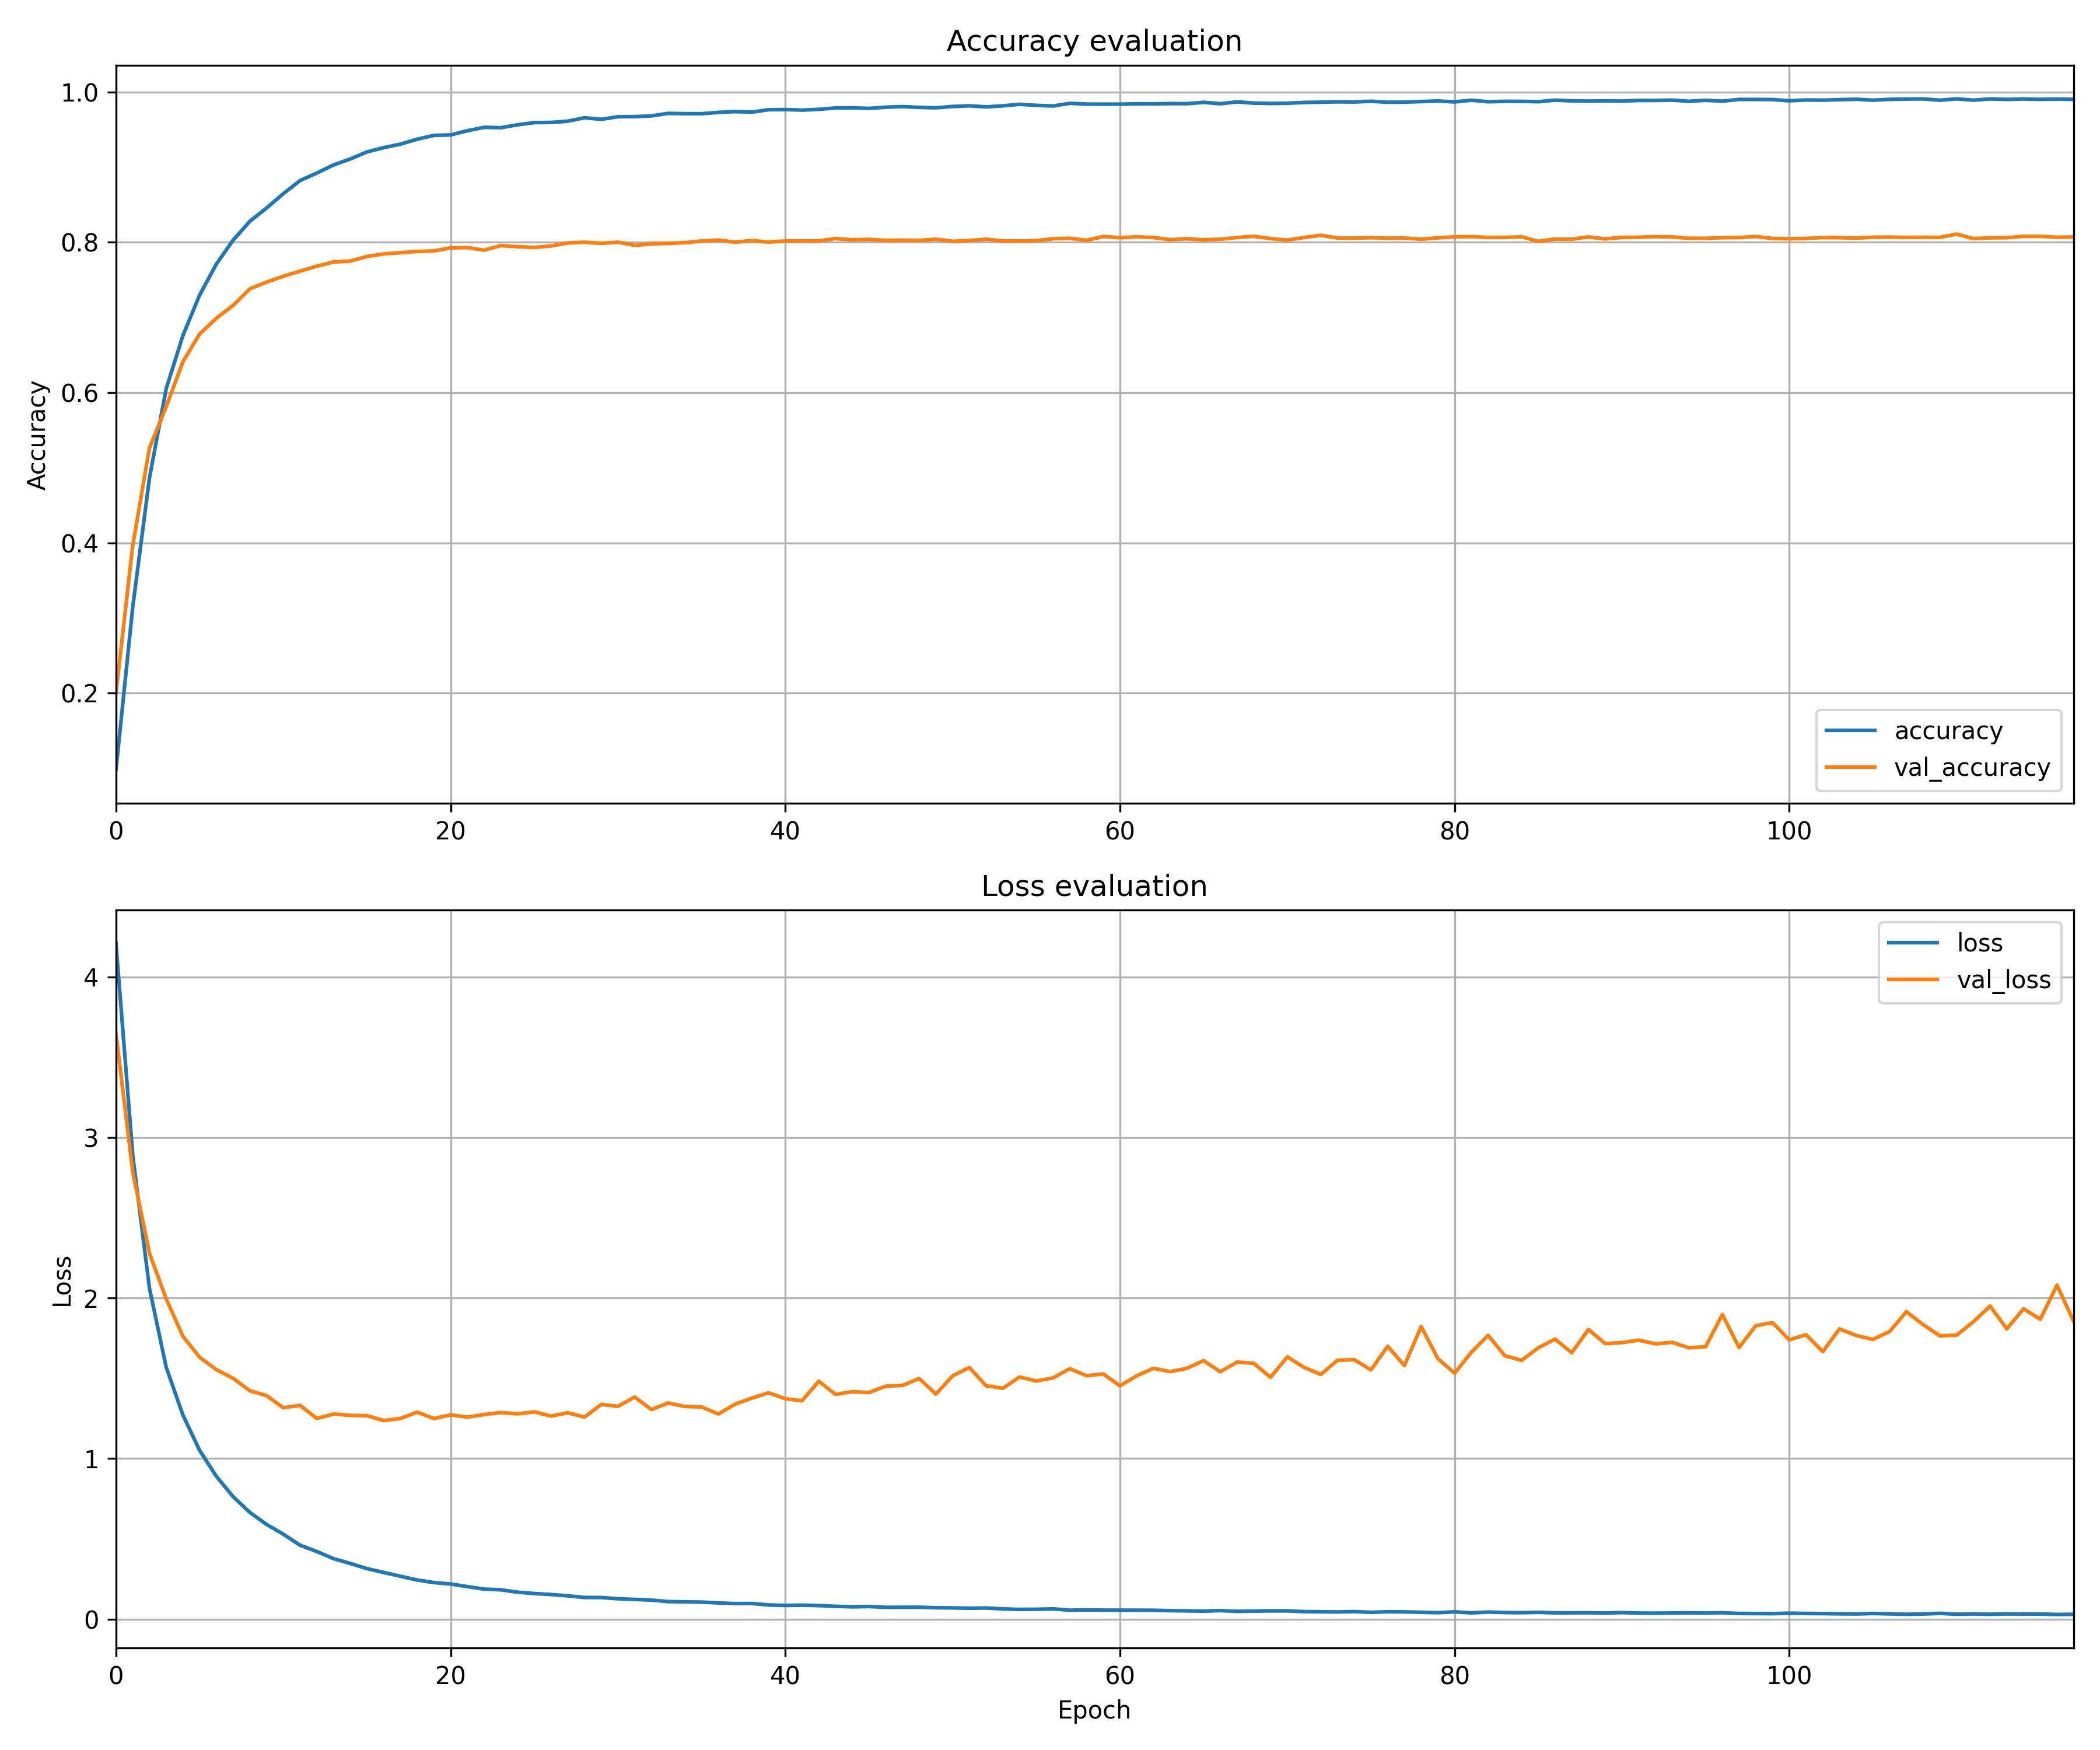 Accuracy evaluation
1.0
0.8
0.6
0.4
0.2
Accuracy
accuracy
val_accuracy
0 20 40 60 80 100
Loss evaluation
loss
val_loss
4
3
2
1
0
Loss
0 20 40 60 80 100
Epoch